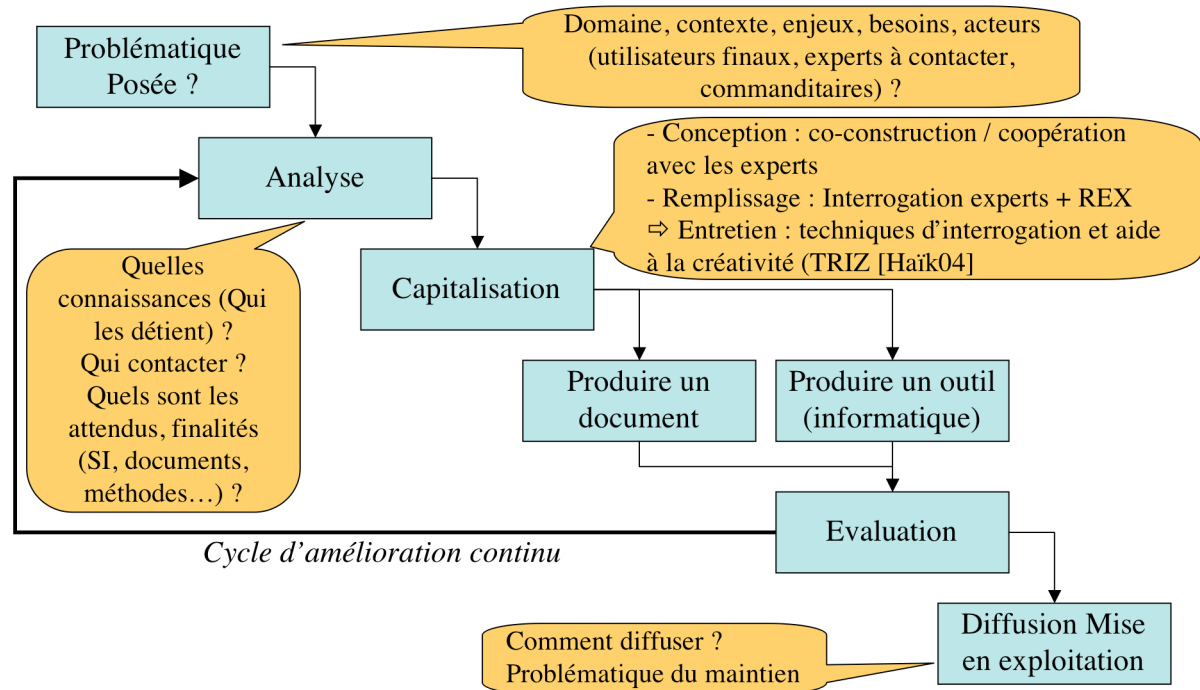 Problématique
Posée ?
Domaine, contexte, enjeux, besoins, acteurs
(utilisateurs finaux, experts à contacter,
commanditaires) ?
Analyse
- Conception : co-construction / coopération
avec les experts
- Remplissage : Interrogation experts + REX
⇨ Entretien : techniques d’interrogation et aide
à la créativité (TRIZ [Haïk04]
Quelles
connaissances (Qui
les détient) ?
Qui contacter ?
Quels sont les
attendus, finalités
(SI, documents,
méthodes…) ?
Capitalisation
Produire un
document
Produire un outil
(informatique)
Evaluation
Cycle d’amélioration continu
Diffusion Mise
en exploitation
Comment diffuser ?
Problématique du maintien